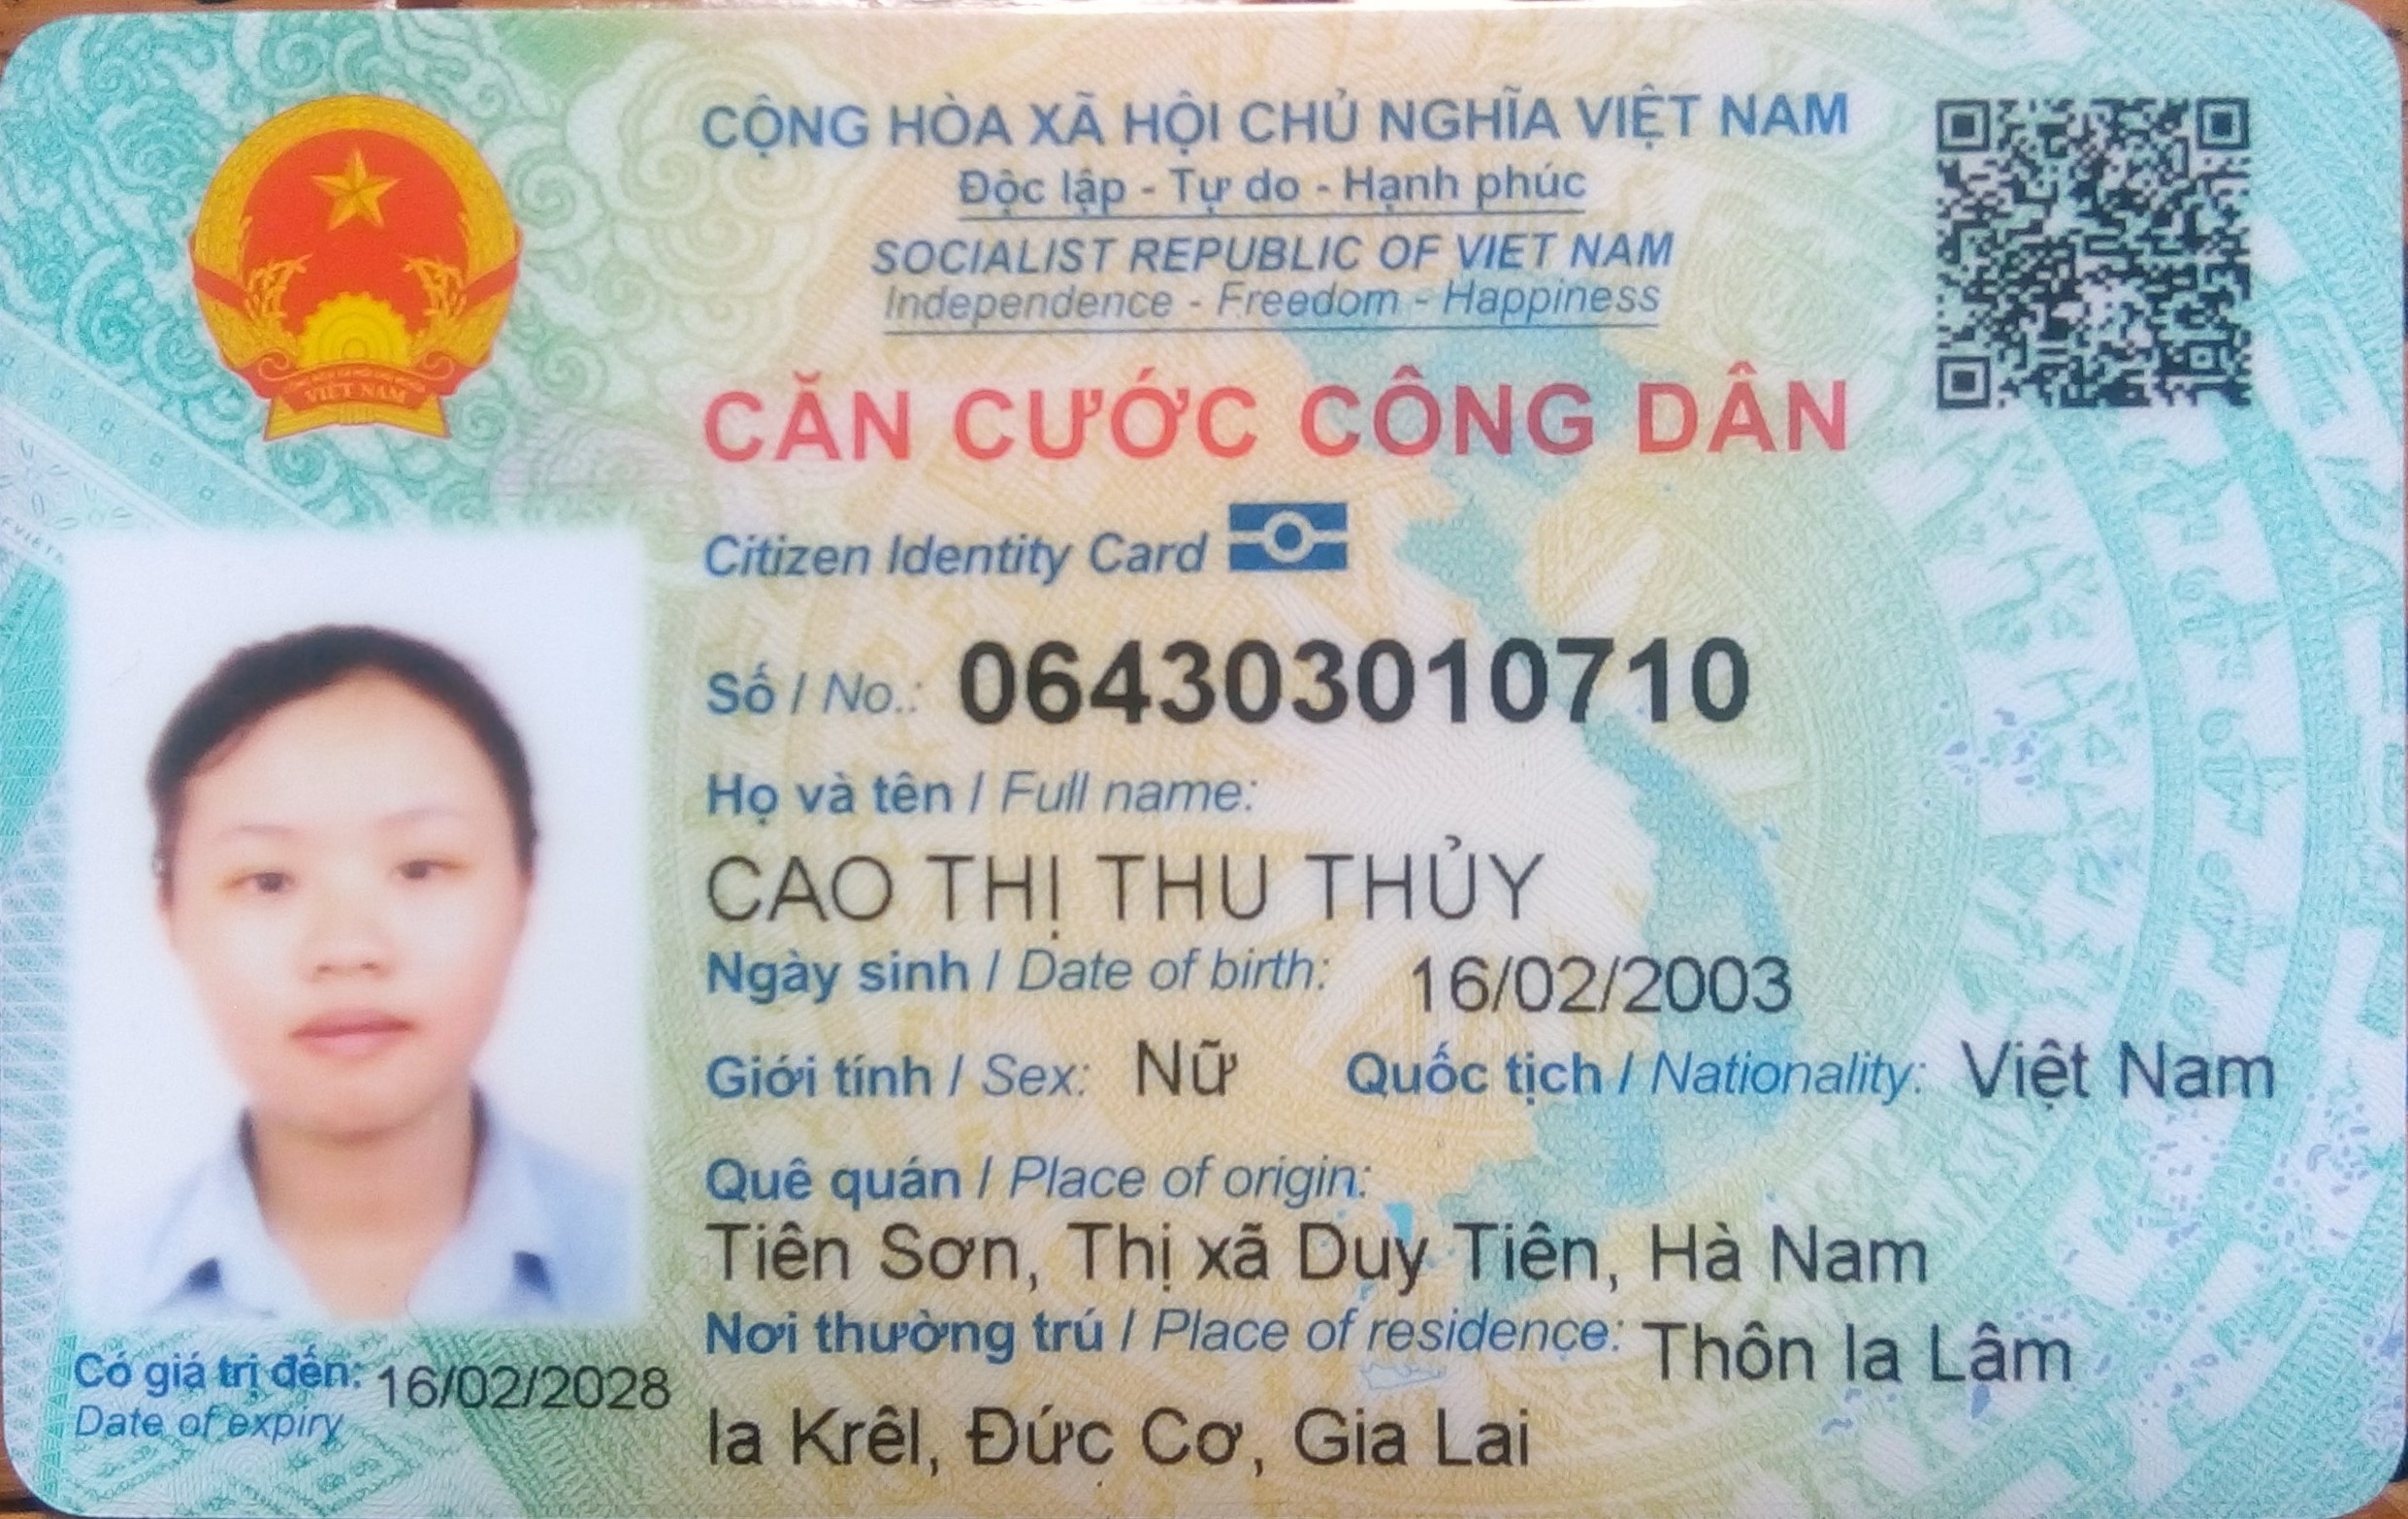 CỘNG HÒA XÃ HỘI CHỦ NGHĨA VIỆT NAM
Độc lập - Tự do - Hạnh phúc
SOCIALIST REPUBLIC OF VIET NAM
Independence - Freedom - Happiness
VIỆT NAM
CĂN CƯỚC CÔNG DÂN
Citizen Identity Card
Số / No.: 064303010710
Họ và tên / Full name:
CAO THỊ THU THỦY
Ngày sinh / Date of birth: 16/02/2003
Giới tính / Sex: Nữ Quốc tịch / Nationality: Việt Nam
Quê quán / Place of origin:
Tiên Sơn, Thị xã Duy Tiên, Hà Nam
Nơi thường trú / Place of residence: Thôn Ia Lâm
Ia Krêl, Đức Cơ, Gia Lai
Có giá trị đến: 16/02/2028
Date of expiry